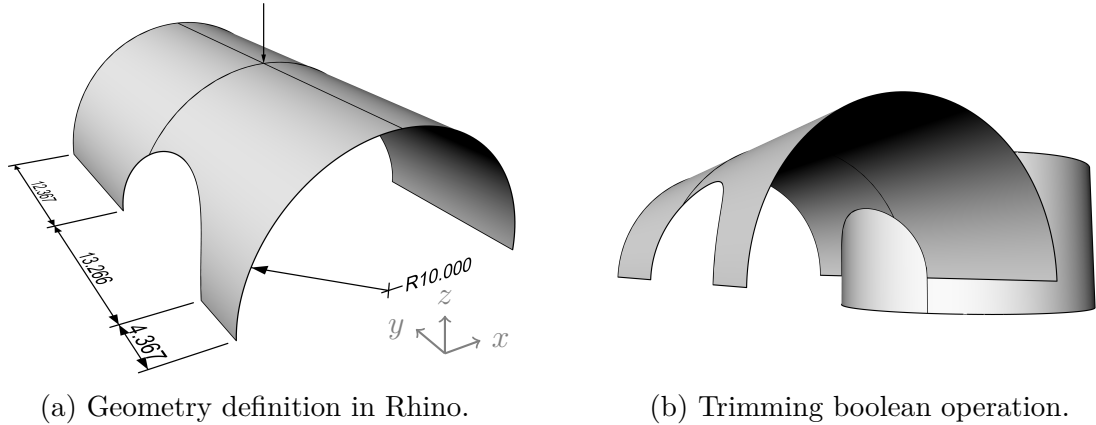 12.367
13.266
4.367
R10.000
z
y
x
(a) Geometry definition in Rhino.
(b) Trimming boolean operation.